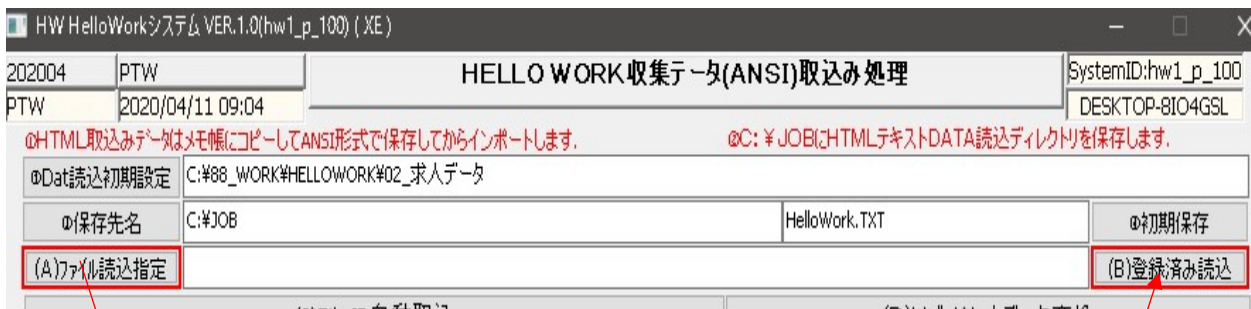 HW HelloWorkシステム VER.1.0(hw1_p_100) ( XE )
202004 PTW HELLO WORK収集データ(ANSI)取込み処理 SystemID:hw1_p_100
PTW 2020/04/11 09:04 DESKTOP-8IO4GSL
HTML取込みデータはメモ帳にコピーしてANSI形式で保存してからインポートします. C:¥JOBにHTMLテキストDATA読込ディレクトリを保存します.
Dat読込初期設定 C:¥88_WORK¥HELLOWORK¥02_求人データ
保存先名 C:¥JOB HelloWork.TXT 初期保存
(A)ファイル読込指定 (B)登録済み読込